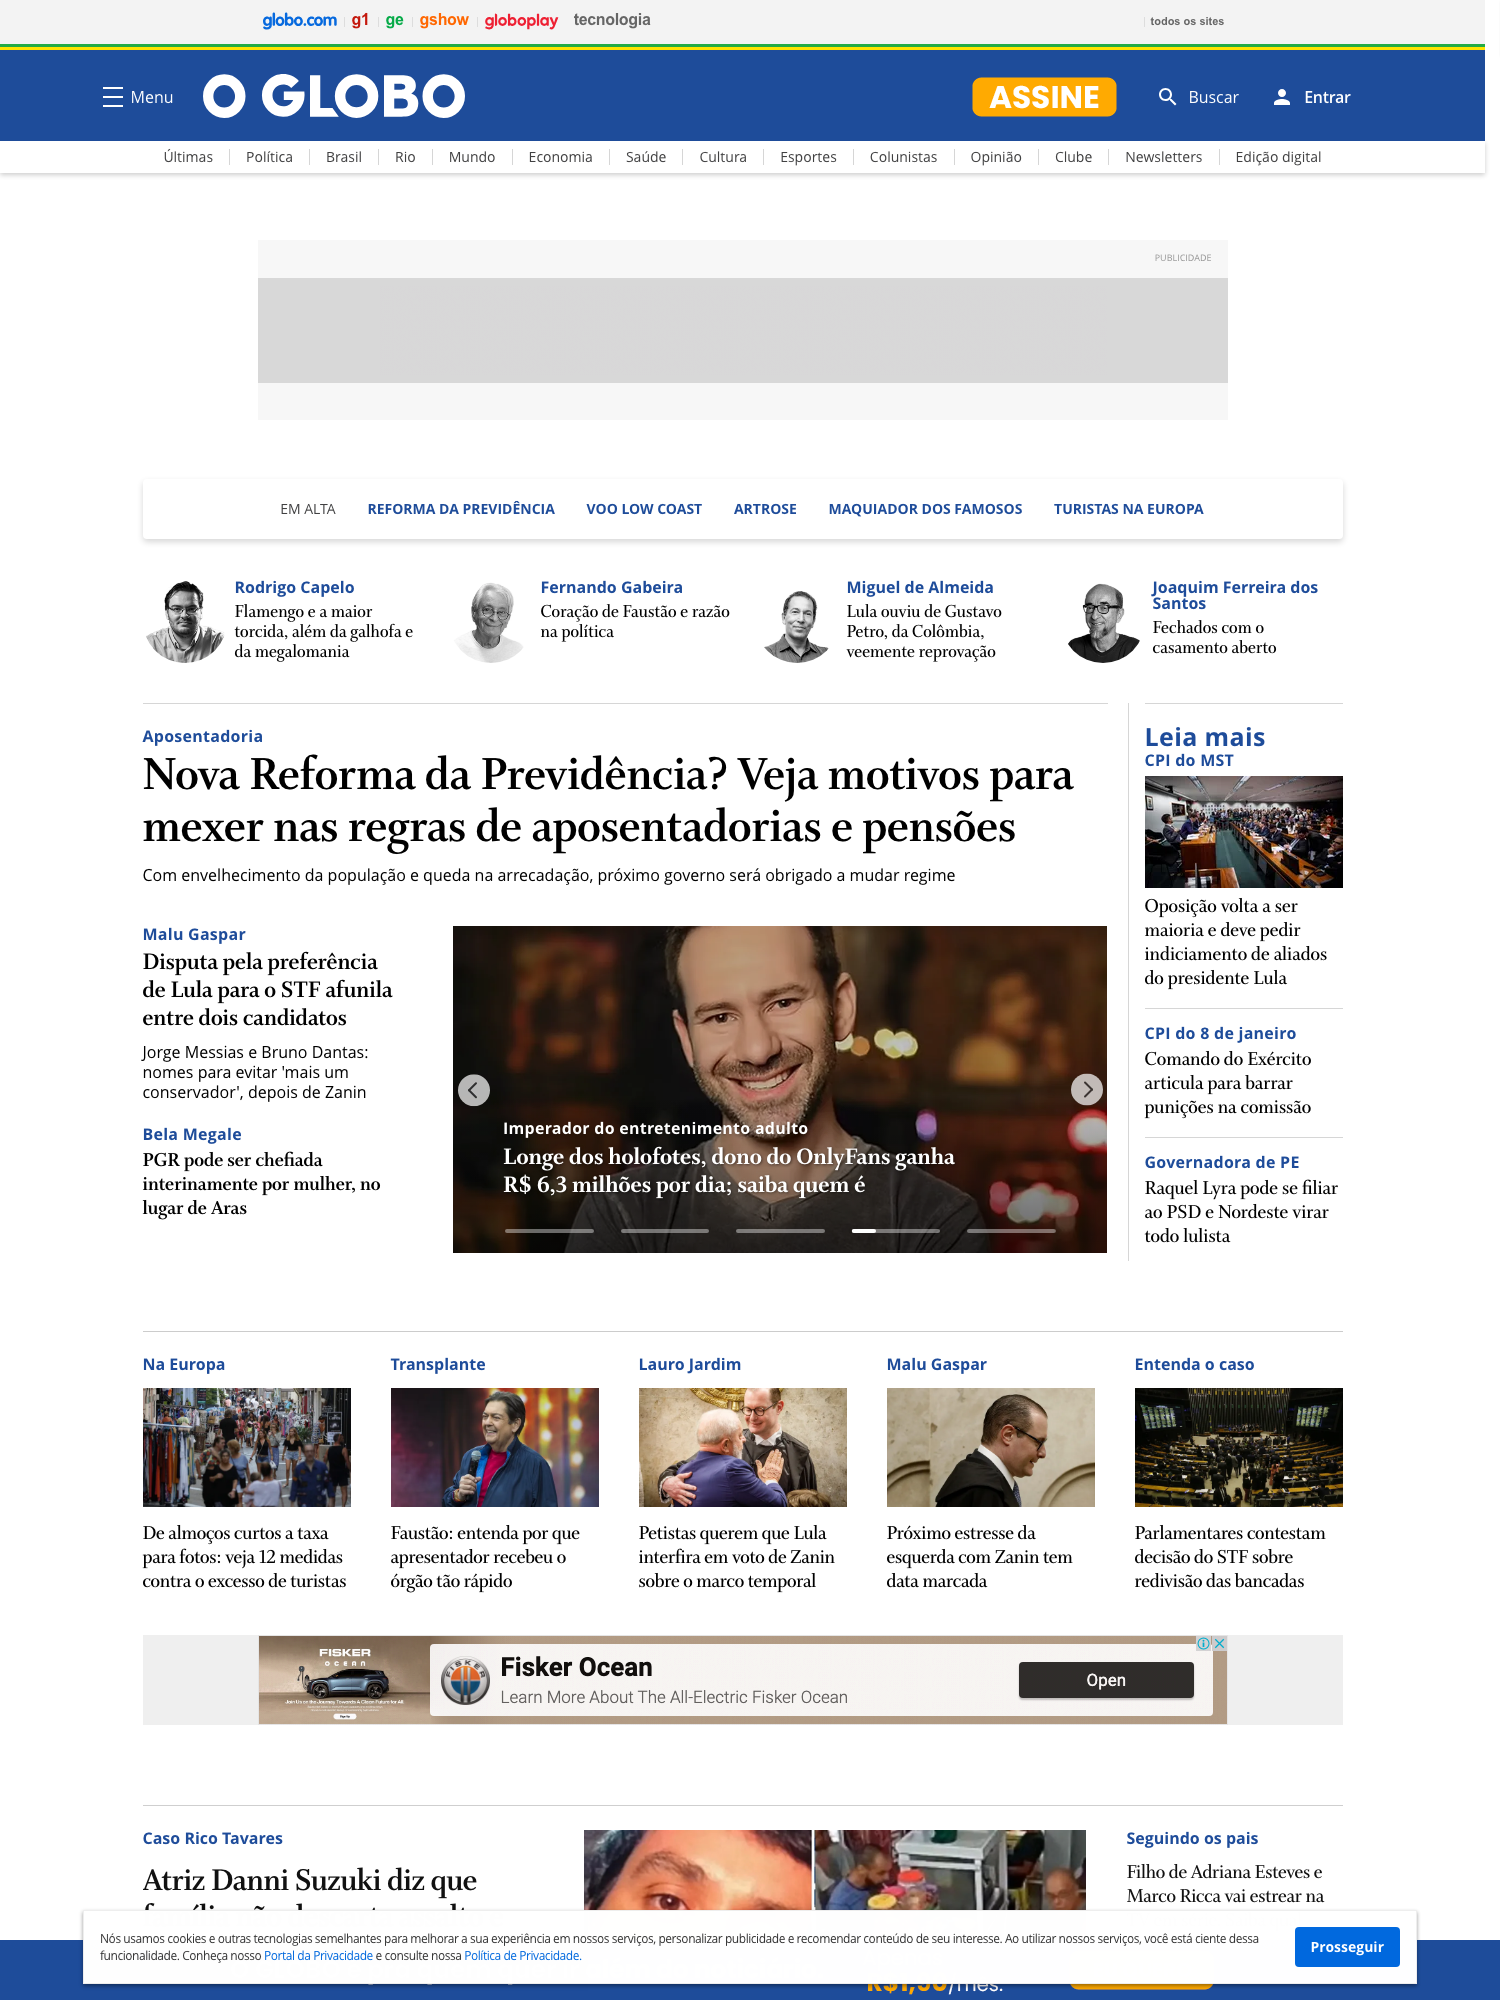 globo.com g1 ge gshow globoplay tecnologia todos os sites
Menu O GLOBO ASSINE Buscar Entrar
Últimas Política Brasil Rio Mundo Economia Saúde Cultura Esportes Colunistas Opinião Clube Newsletters Edição digital
PUBLICIDADE
EM ALTA REFORMA DA PREVIDÊNCIA VOO LOW COAST ARTROSE MAQUIADOR DOS FAMOSOS TURISTAS NA EUROPA
Rodrigo Capelo
Flamengo e a maior
torcida, além da galhofa e
da megalomania
Fernando Gabeira
Coração de Faustão e razão
na política
Miguel de Almeida
Lula ouviu de Gustavo
Petro, da Colômbia,
veemente reprovação
Joaquim Ferreira dos
Santos
Fechados com o
casamento aberto
Aposentadoria
Nova Reforma da Previdência? Veja motivos para
mexer nas regras de aposentadorias e pensões
Com envelhecimento da população e queda na arrecadação, próximo governo será obrigado a mudar regime
Malu Gaspar
Disputa pela preferência
de Lula para o STF afunila
entre dois candidatos
Jorge Messias e Bruno Dantas:
nomes para evitar 'mais um
conservador', depois de Zanin
Bela Megale
PGR pode ser chefiada
interinamente por mulher, no
lugar de Aras
Imperador do entretenimento adulto
Longe dos holofotes, dono do OnlyFans ganha
R$ 6,3 milhões por dia; saiba quem é
Leia mais
CPI do MST
Oposição volta a ser
maioria e deve pedir
indiciamento de aliados
do presidente Lula
CPI do 8 de janeiro
Comando do Exército
articula para barrar
punições na comissão
Governadora de PE
Raquel Lyra pode se filiar
ao PSD e Nordeste virar
todo lulista
Na Europa
De almoços curtos a taxa
para fotos: veja 12 medidas
contra o excesso de turistas
Transplante
Faustão: entenda por que
apresentador recebeu o
órgão tão rápido
Lauro Jardim
Petistas querem que Lula
interfira em voto de Zanin
sobre o marco temporal
Malu Gaspar
Próximo estresse da
esquerda com Zanin tem
data marcada
Entenda o caso
Parlamentares contestam
decisão do STF sobre
redivisão das bancadas
FISKER
OCEAN
Join Us on the Journey Towards A Clean Future for All
Sign Up
FISKER
Fisker Ocean
Learn More About The All-Electric Fisker Ocean
Open
Caso Rico Tavares
Atriz Danni Suzuki diz que
Seguindo os pais
Filho de Adriana Esteves e
Marco Ricca vai estrear na
Nós usamos cookies e outras tecnologias semelhantes para melhorar a sua experiência em nossos serviços, personalizar publicidade e recomendar conteúdo de seu interesse. Ao utilizar nossos serviços, você está ciente dessa
funcionalidade. Conheça nosso Portal da Privacidade e consulte nossa Política de Privacidade.
Prosseguir
R$1,90/mês.